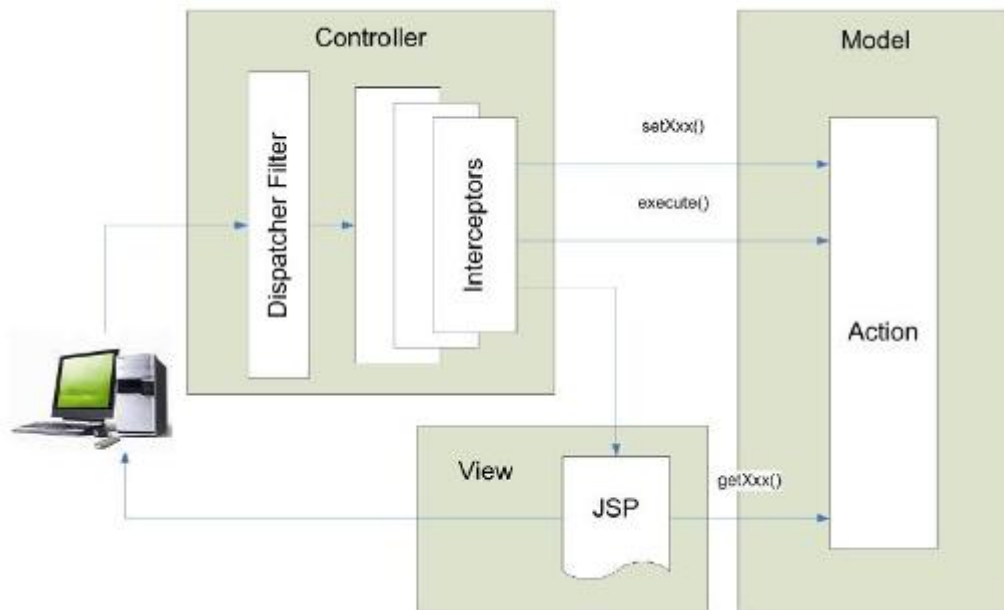 Controller
Model
Dispatcher Filter
Interceptors
setXxx()
execute()
Action
View
JSP
getXxx()